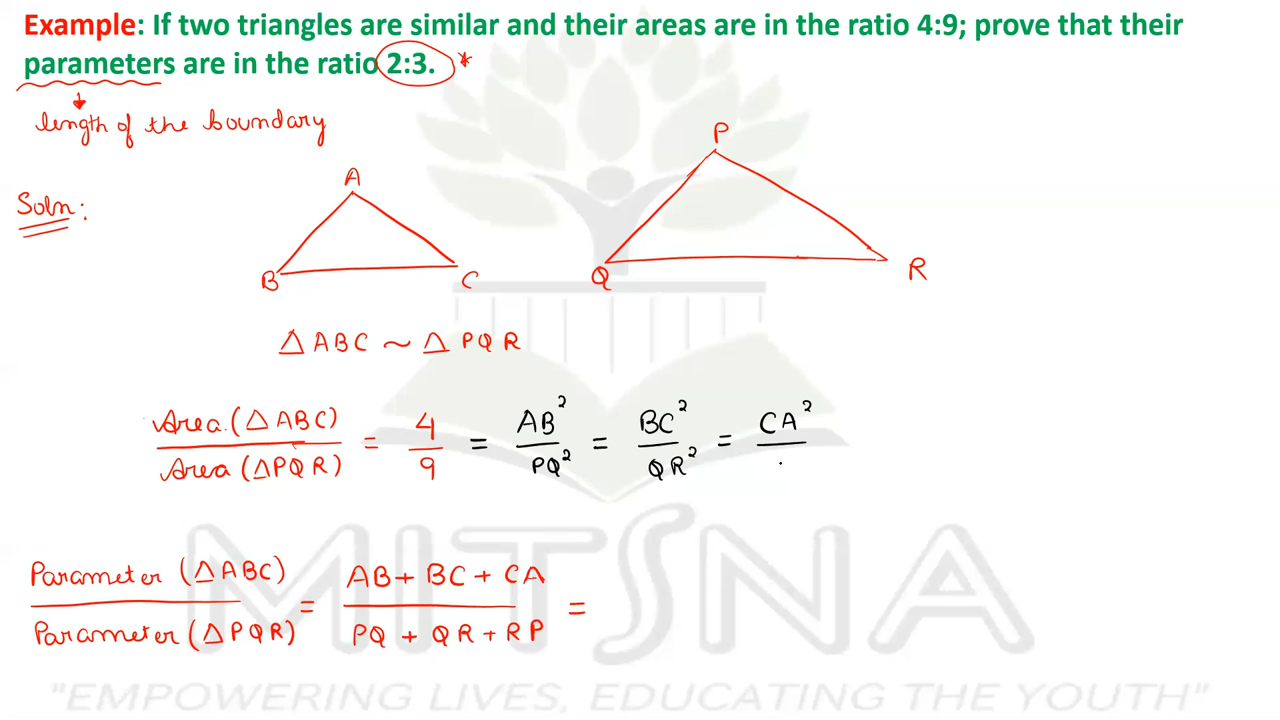 Example: If two triangles are similar and their areas are in the ratio 4:9; prove that their
parameters are in the ratio 2:3. *
length of the boundary
P
A
Soln:
B
C
Q
R
△ ABC ~ △ PQR
Area.(△ABC) / Area(△PQR) = 4/9 = AB²/PQ² = BC²/QR² = CA²/
Parameter (△ABC) / Parameter (△PQR) = AB + BC + CA / PQ + QR + RP =
MITSNA
"EMPOWERING LIVES, EDUCATING THE YOUTH"